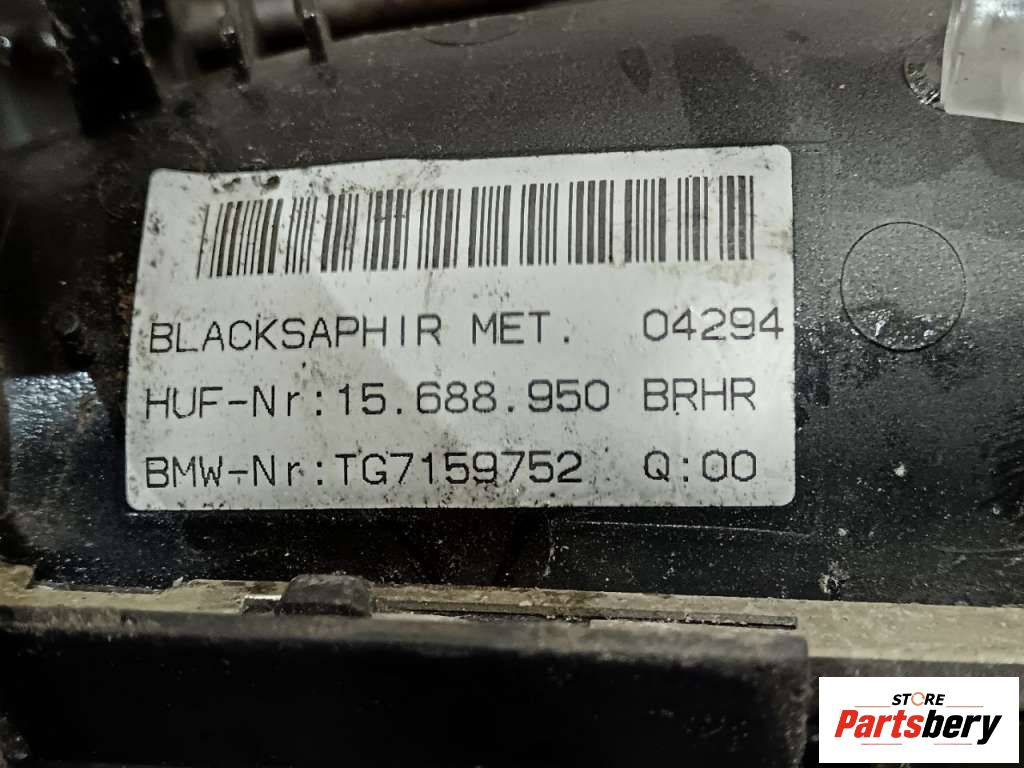 BLACKSAPHIR MET. 04294
HUF-Nr:15.688.950 BRHR
BMW-Nr:TG7159752 Q:00
STORE
Partsbery